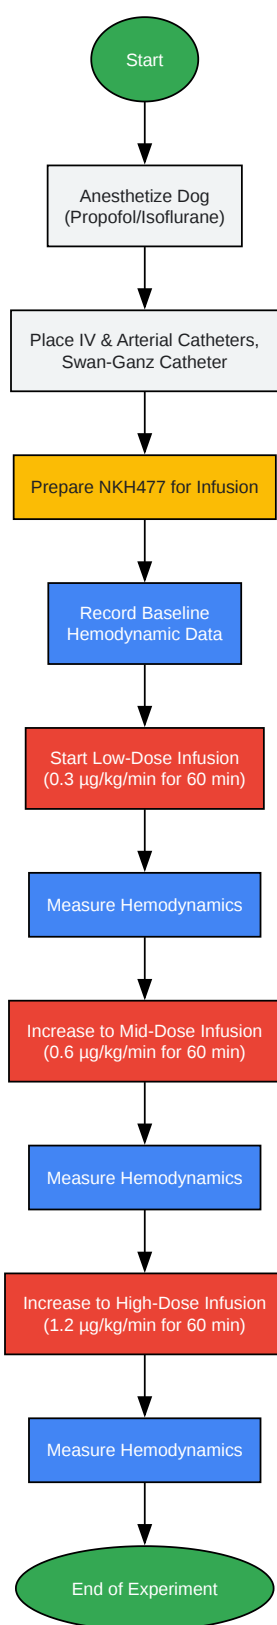 Start
Anesthetize Dog
(Propofol/Isoflurane)
Place IV & Arterial Catheters,
Swan-Ganz Catheter
Prepare NKH477 for Infusion
Record Baseline
Hemodynamic Data
Start Low-Dose Infusion
(0.3 µg/kg/min for 60 min)
Measure Hemodynamics
Increase to Mid-Dose Infusion
(0.6 µg/kg/min for 60 min)
Measure Hemodynamics
Increase to High-Dose Infusion
(1.2 µg/kg/min for 60 min)
Measure Hemodynamics
End of Experiment